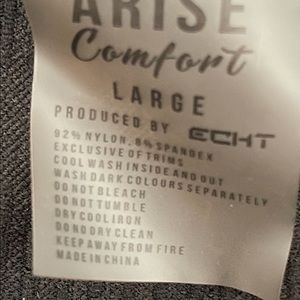 ARISE
Comfort
LARGE
PRODUCED BY ECHT
92% NYLON, 8% SPANDEX
EXCLUSIVE OF TRIMS
COOL WASH INSIDE AND OUT
WASH DARK COLOURS SEPARATELY
DO NOT BLEACH
DO NOT TUMBLE
DRY COOL IRON
DO NO DRY CLEAN
KEEP AWAY FROM FIRE
MADE IN CHINA